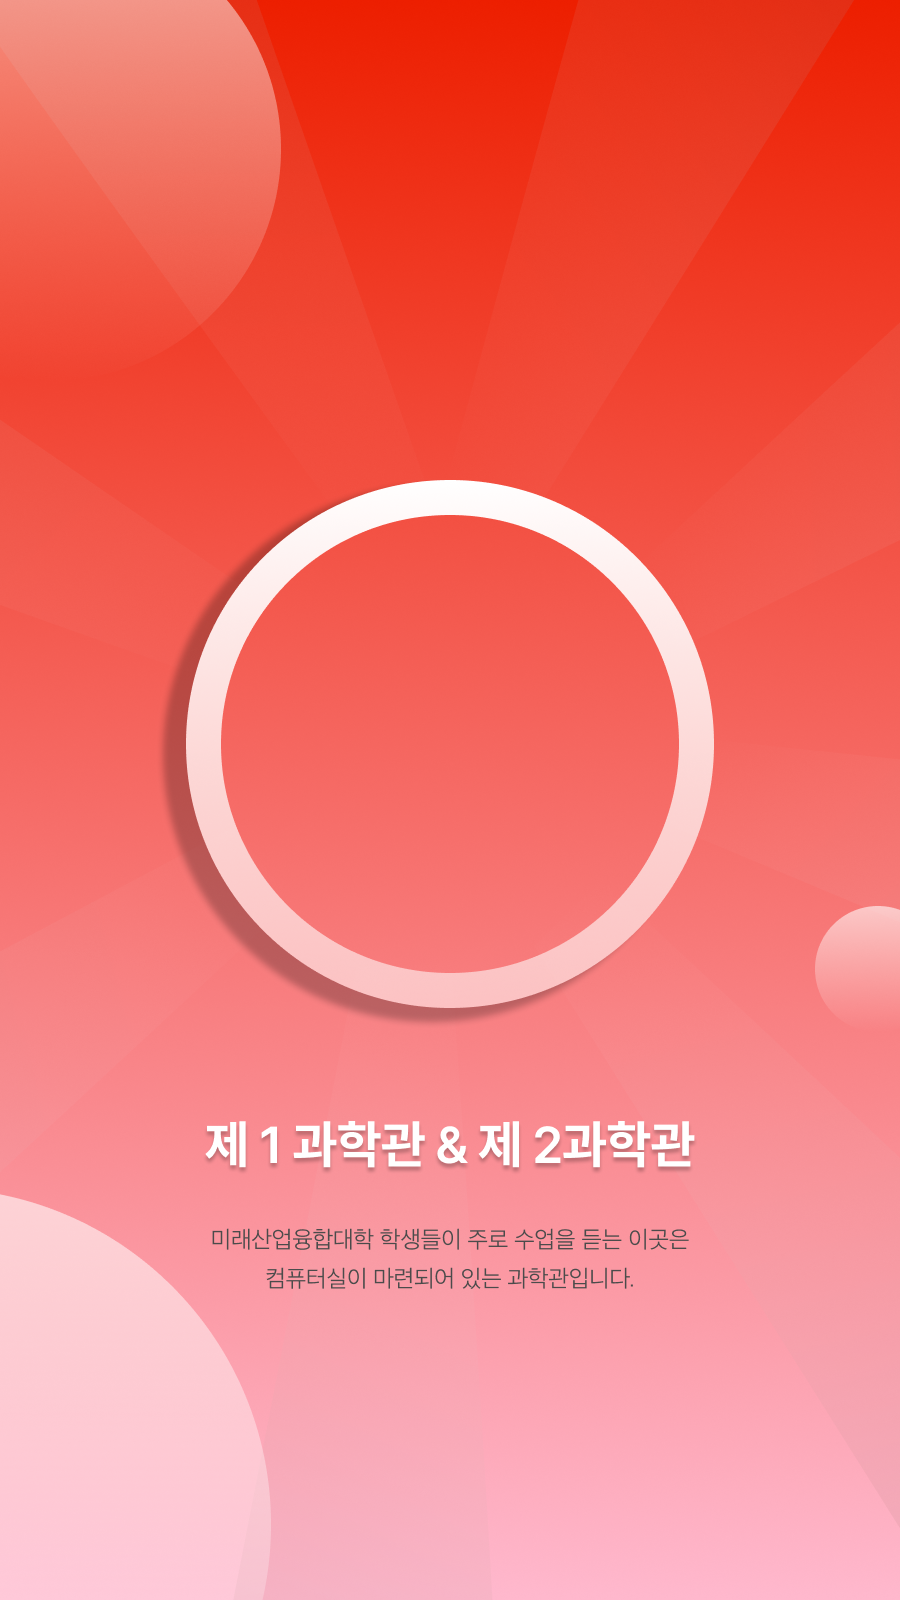 제 1 과학관 & 제 2과학관
미래산업융합대학 학생들이 주로 수업을 듣는 이곳은
컴퓨터실이 마련되어 있는 과학관입니다.